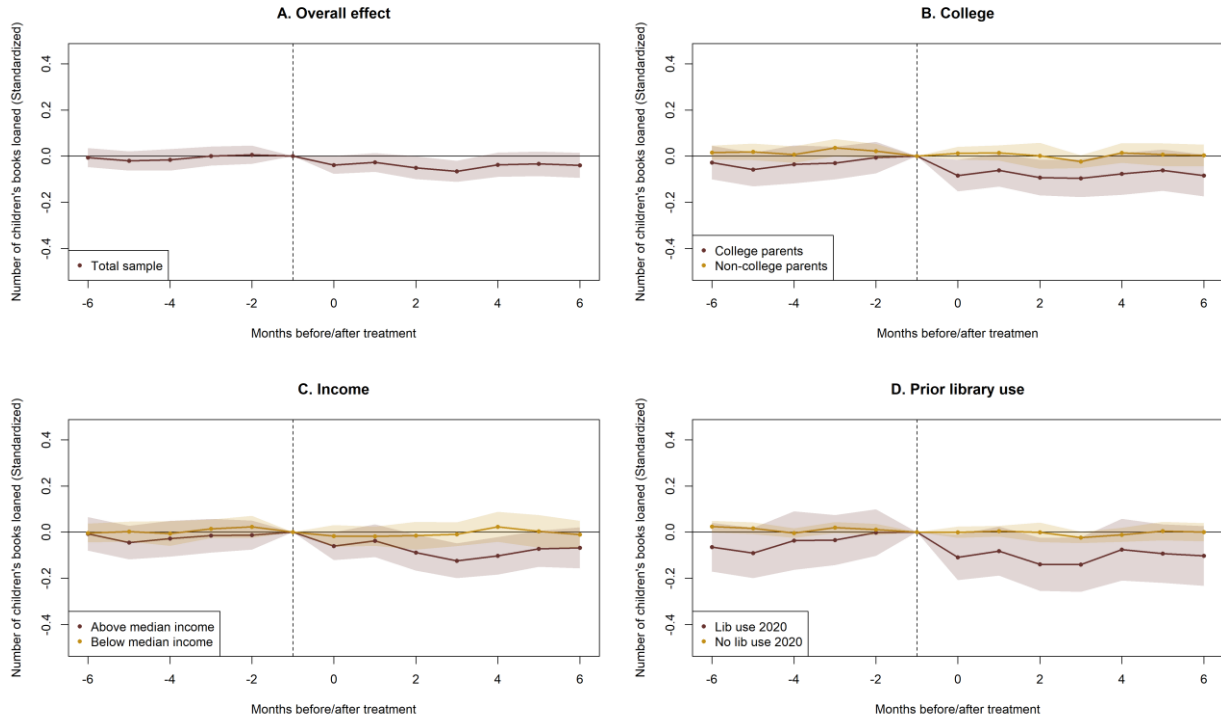 A. Overall effect
Number of children's books loaned (Standardized)
0.4
0.2
0.0
-0.2
-0.4
Total sample
-6 -4 -2 0 2 4 6
Months before/after treatment
B. College
Number of children's books loaned (Standardized)
0.4
0.2
0.0
-0.2
-0.4
College parents
Non-college parents
-6 -4 -2 0 2 4 6
Months before/after treatmen
C. Income
Number of children's books loaned (Standardized)
0.4
0.2
0.0
-0.2
-0.4
Above median income
Below median income
-6 -4 -2 0 2 4 6
Months before/after treatment
D. Prior library use
Number of children's books loaned (Standardized)
0.4
0.2
0.0
-0.2
-0.4
Lib use 2020
No lib use 2020
-6 -4 -2 0 2 4 6
Months before/after treatment